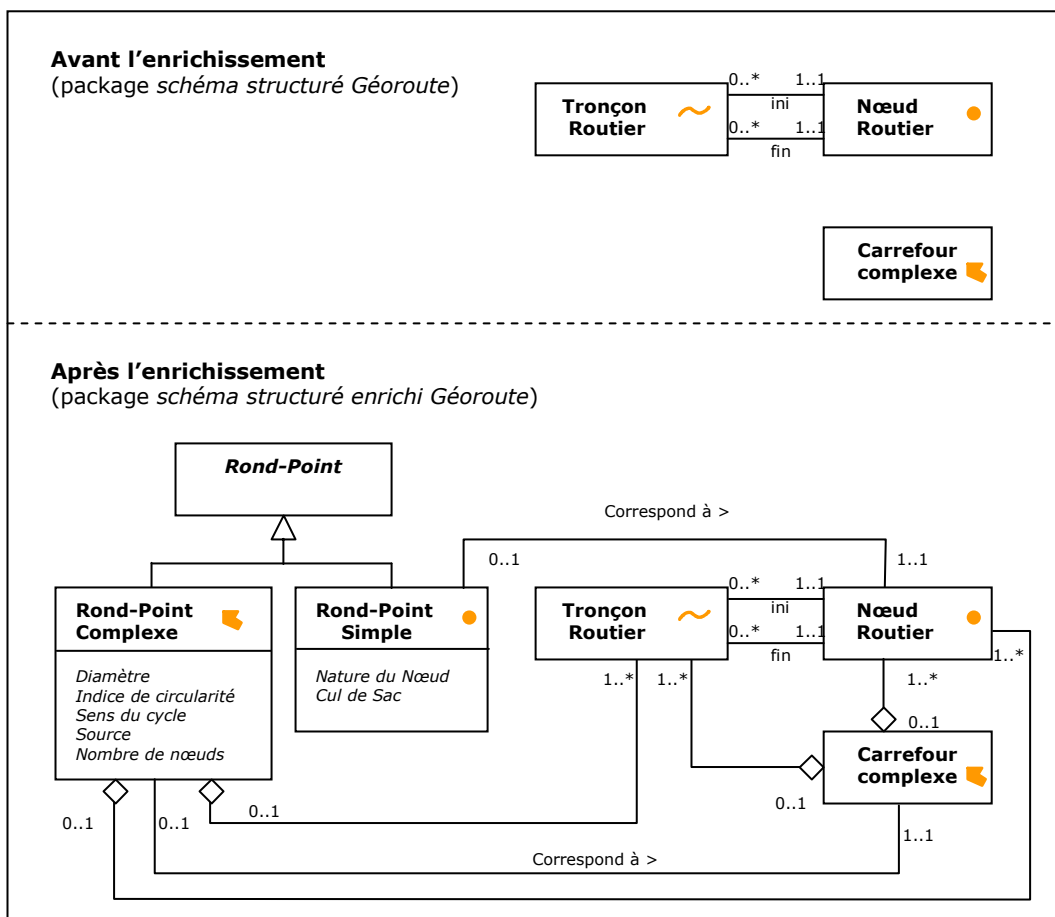 Avant l’enrichissement
(package schéma structuré Géoroute)
0..* 1..1
Tronçon Routier
ini
Nœud Routier
0..* 1..1
fin
Carrefour complexe
Après l’enrichissement
(package schéma structuré enrichi Géoroute)
Rond-Point
Correspond à >
0..1
1..1
Rond-Point Complexe
Diamètre
Indice de circularité
Sens du cycle
Source
Nombre de nœuds
Rond-Point Simple
Nature du Nœud
Cul de Sac
0..* 1..1
Tronçon Routier
ini
Nœud Routier
0..* 1..1
fin
1..*
1..* 1..*
1..*
0..1
Carrefour complexe
0..1
0..1
0..1 0..1
1..1
Correspond à >